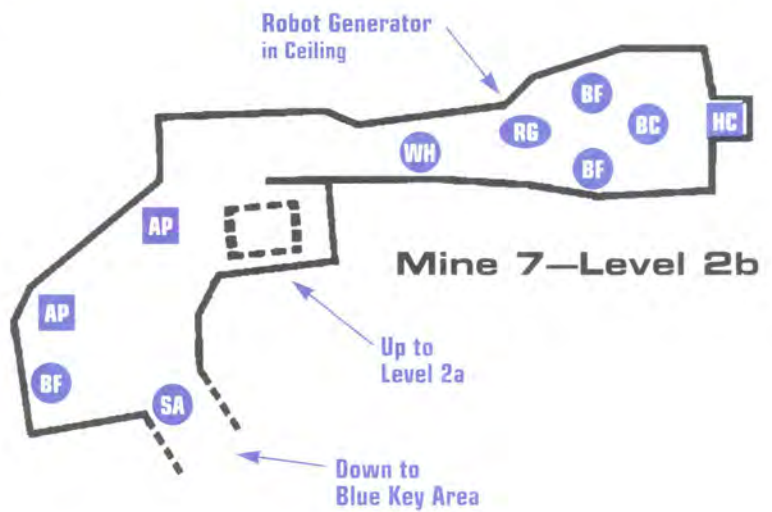 Robot Generator
in Ceiling
BF
RG
BC
HC
WH
BF
AP
Mine 7—Level 2b
AP
Up to
Level 2a
BF
SA
Down to
Blue Key Area